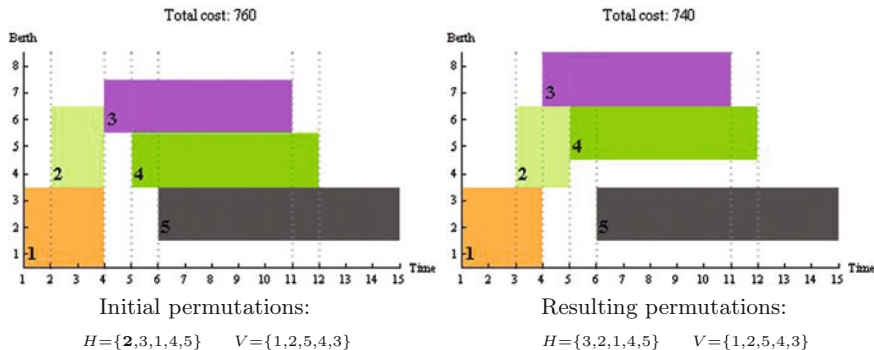 Total cost: 760
Berth
8
7
6
5
4
3
2
1
3
2
4
5
1
1 2 3 4 5 6 7 8 9 10 11 12 13 14 15 Time
Initial permutations:
H={2,3,1,4,5} V={1,2,5,4,3}
Total cost: 740
Berth
8
7
6
5
4
3
2
1
3
4
2
5
1
1 2 3 4 5 6 7 8 9 10 11 12 13 14 15 Time
Resulting permutations:
H={3,2,1,4,5} V={1,2,5,4,3}